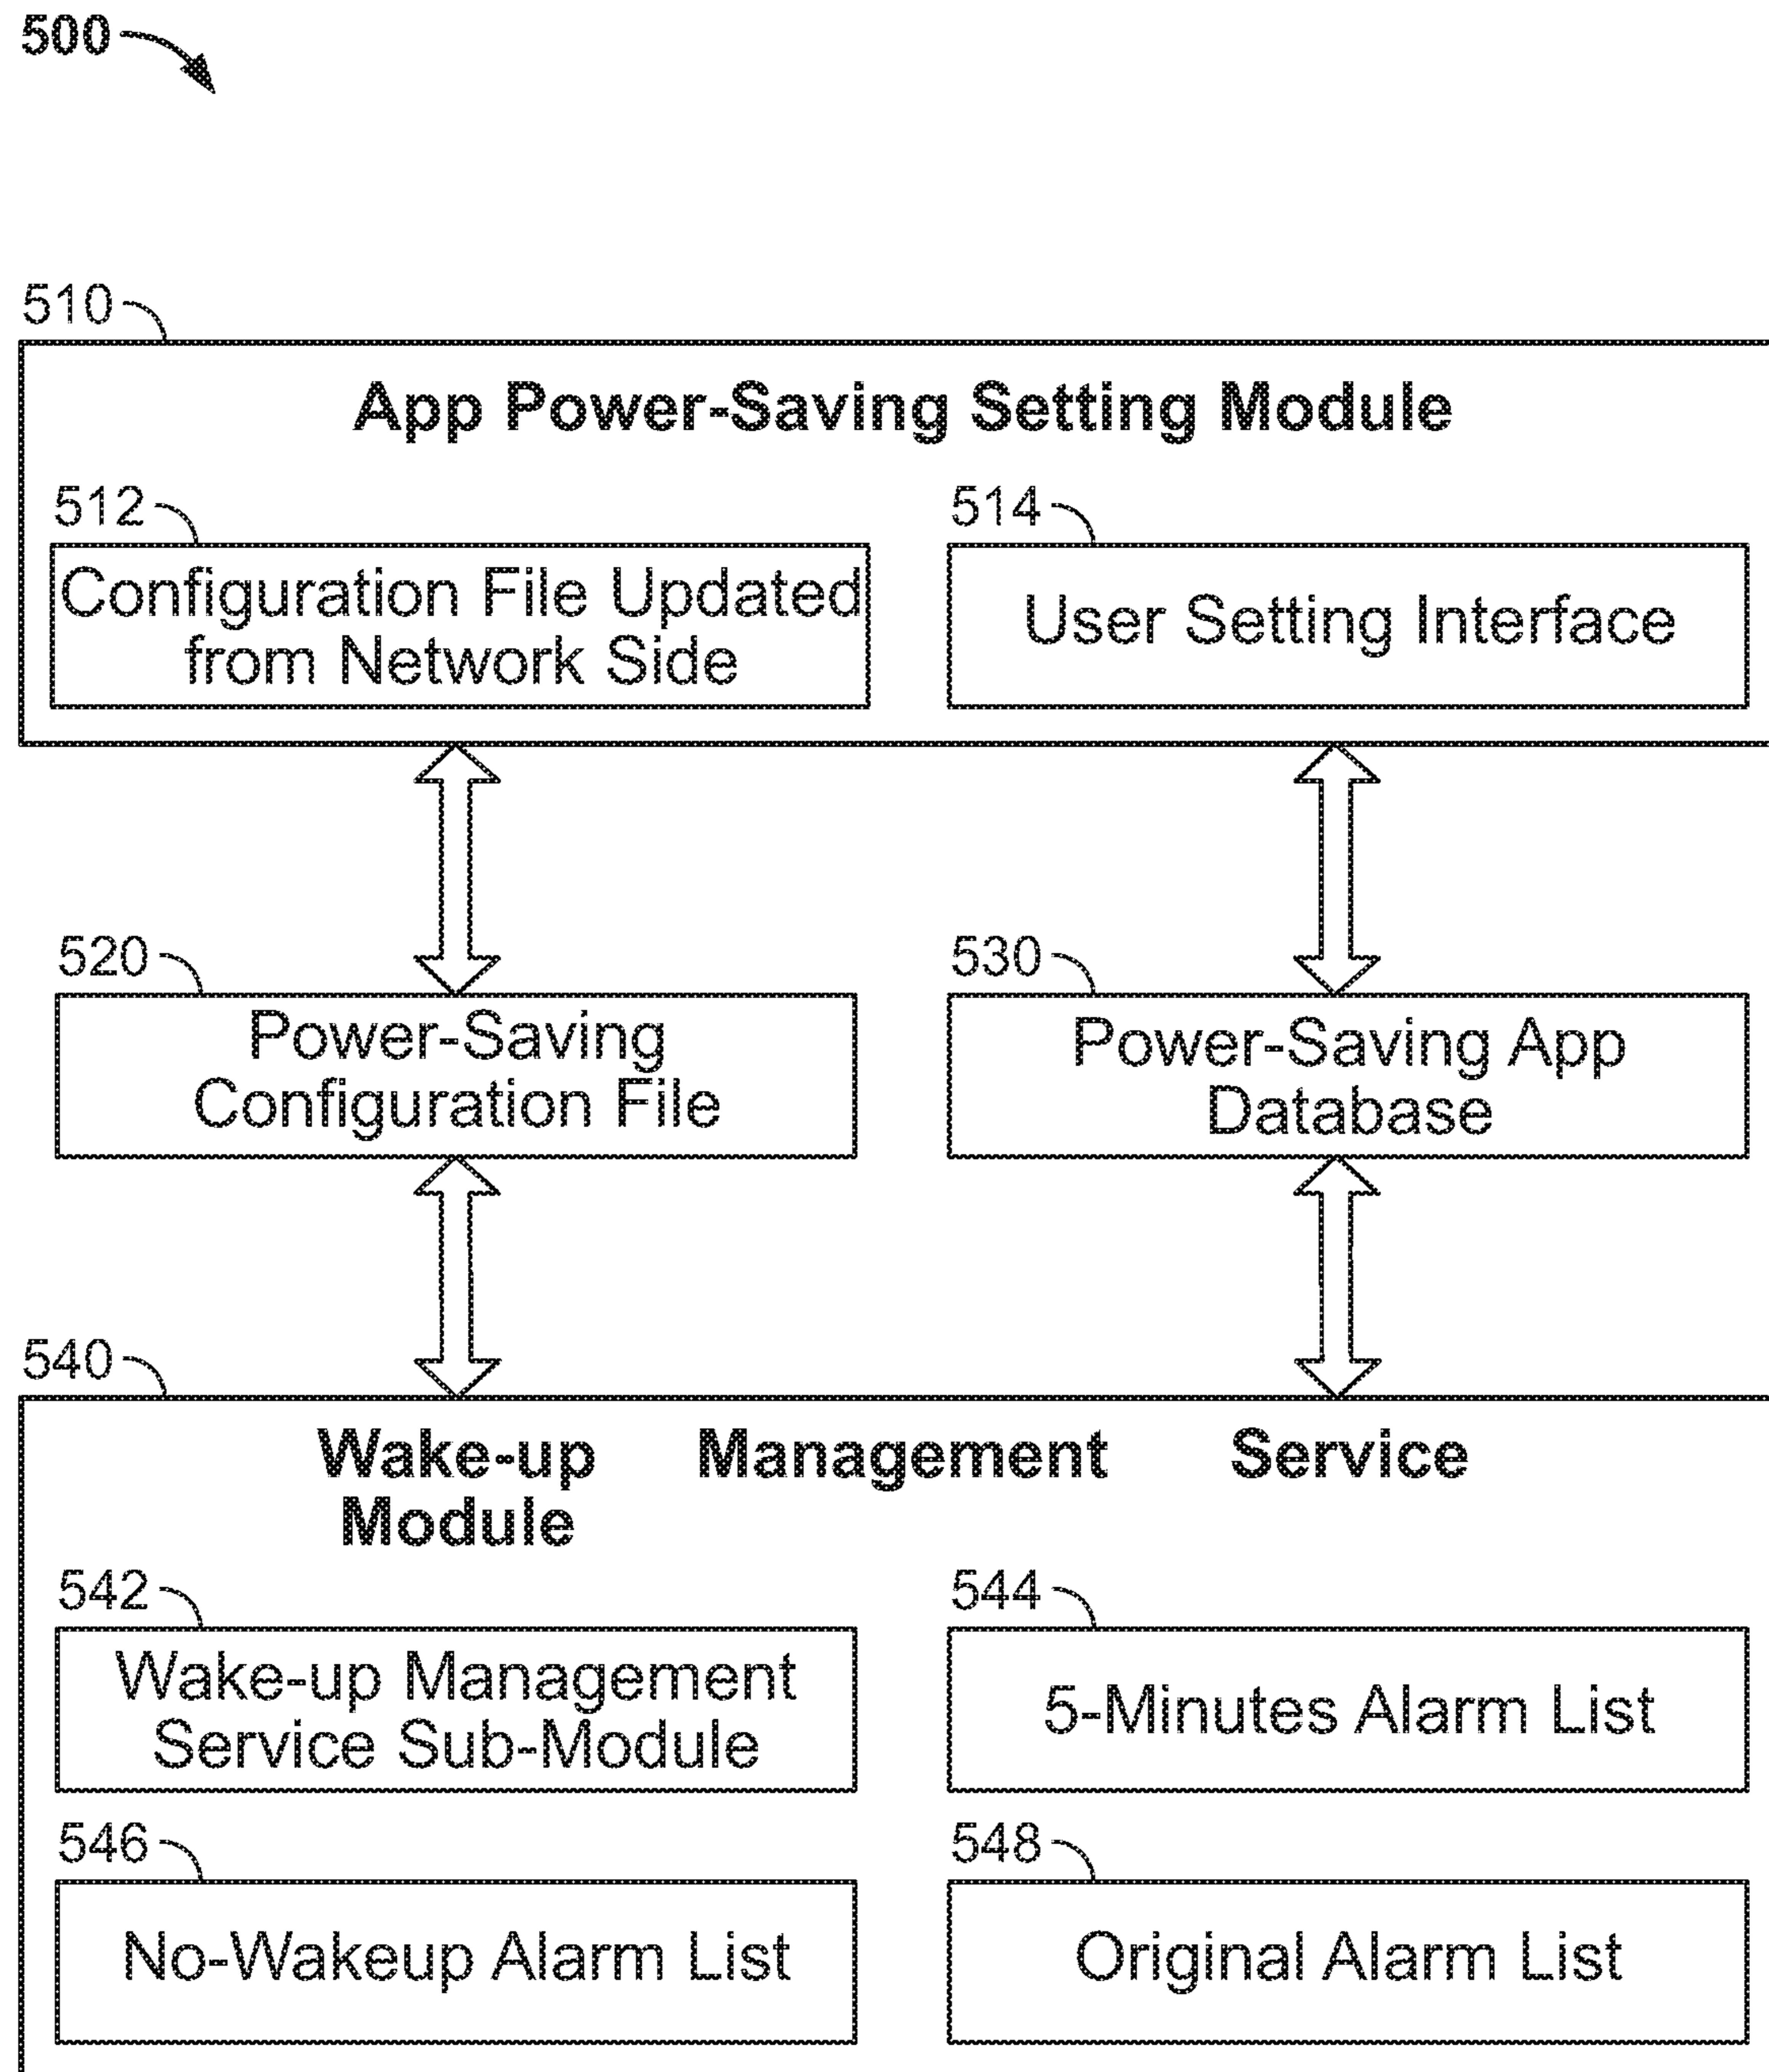 500
510
App Power-Saving Setting Module
512
514
Configuration File Updated
from Network Side
User Setting Interface
520
530
Power-Saving
Configuration File
Power-Saving App
Database
540
Wake-up Management Service
Module
542
544
Wake-up Management
Service Sub-Module
5-Minutes Alarm List
546
548
No-Wakeup Alarm List
Original Alarm List